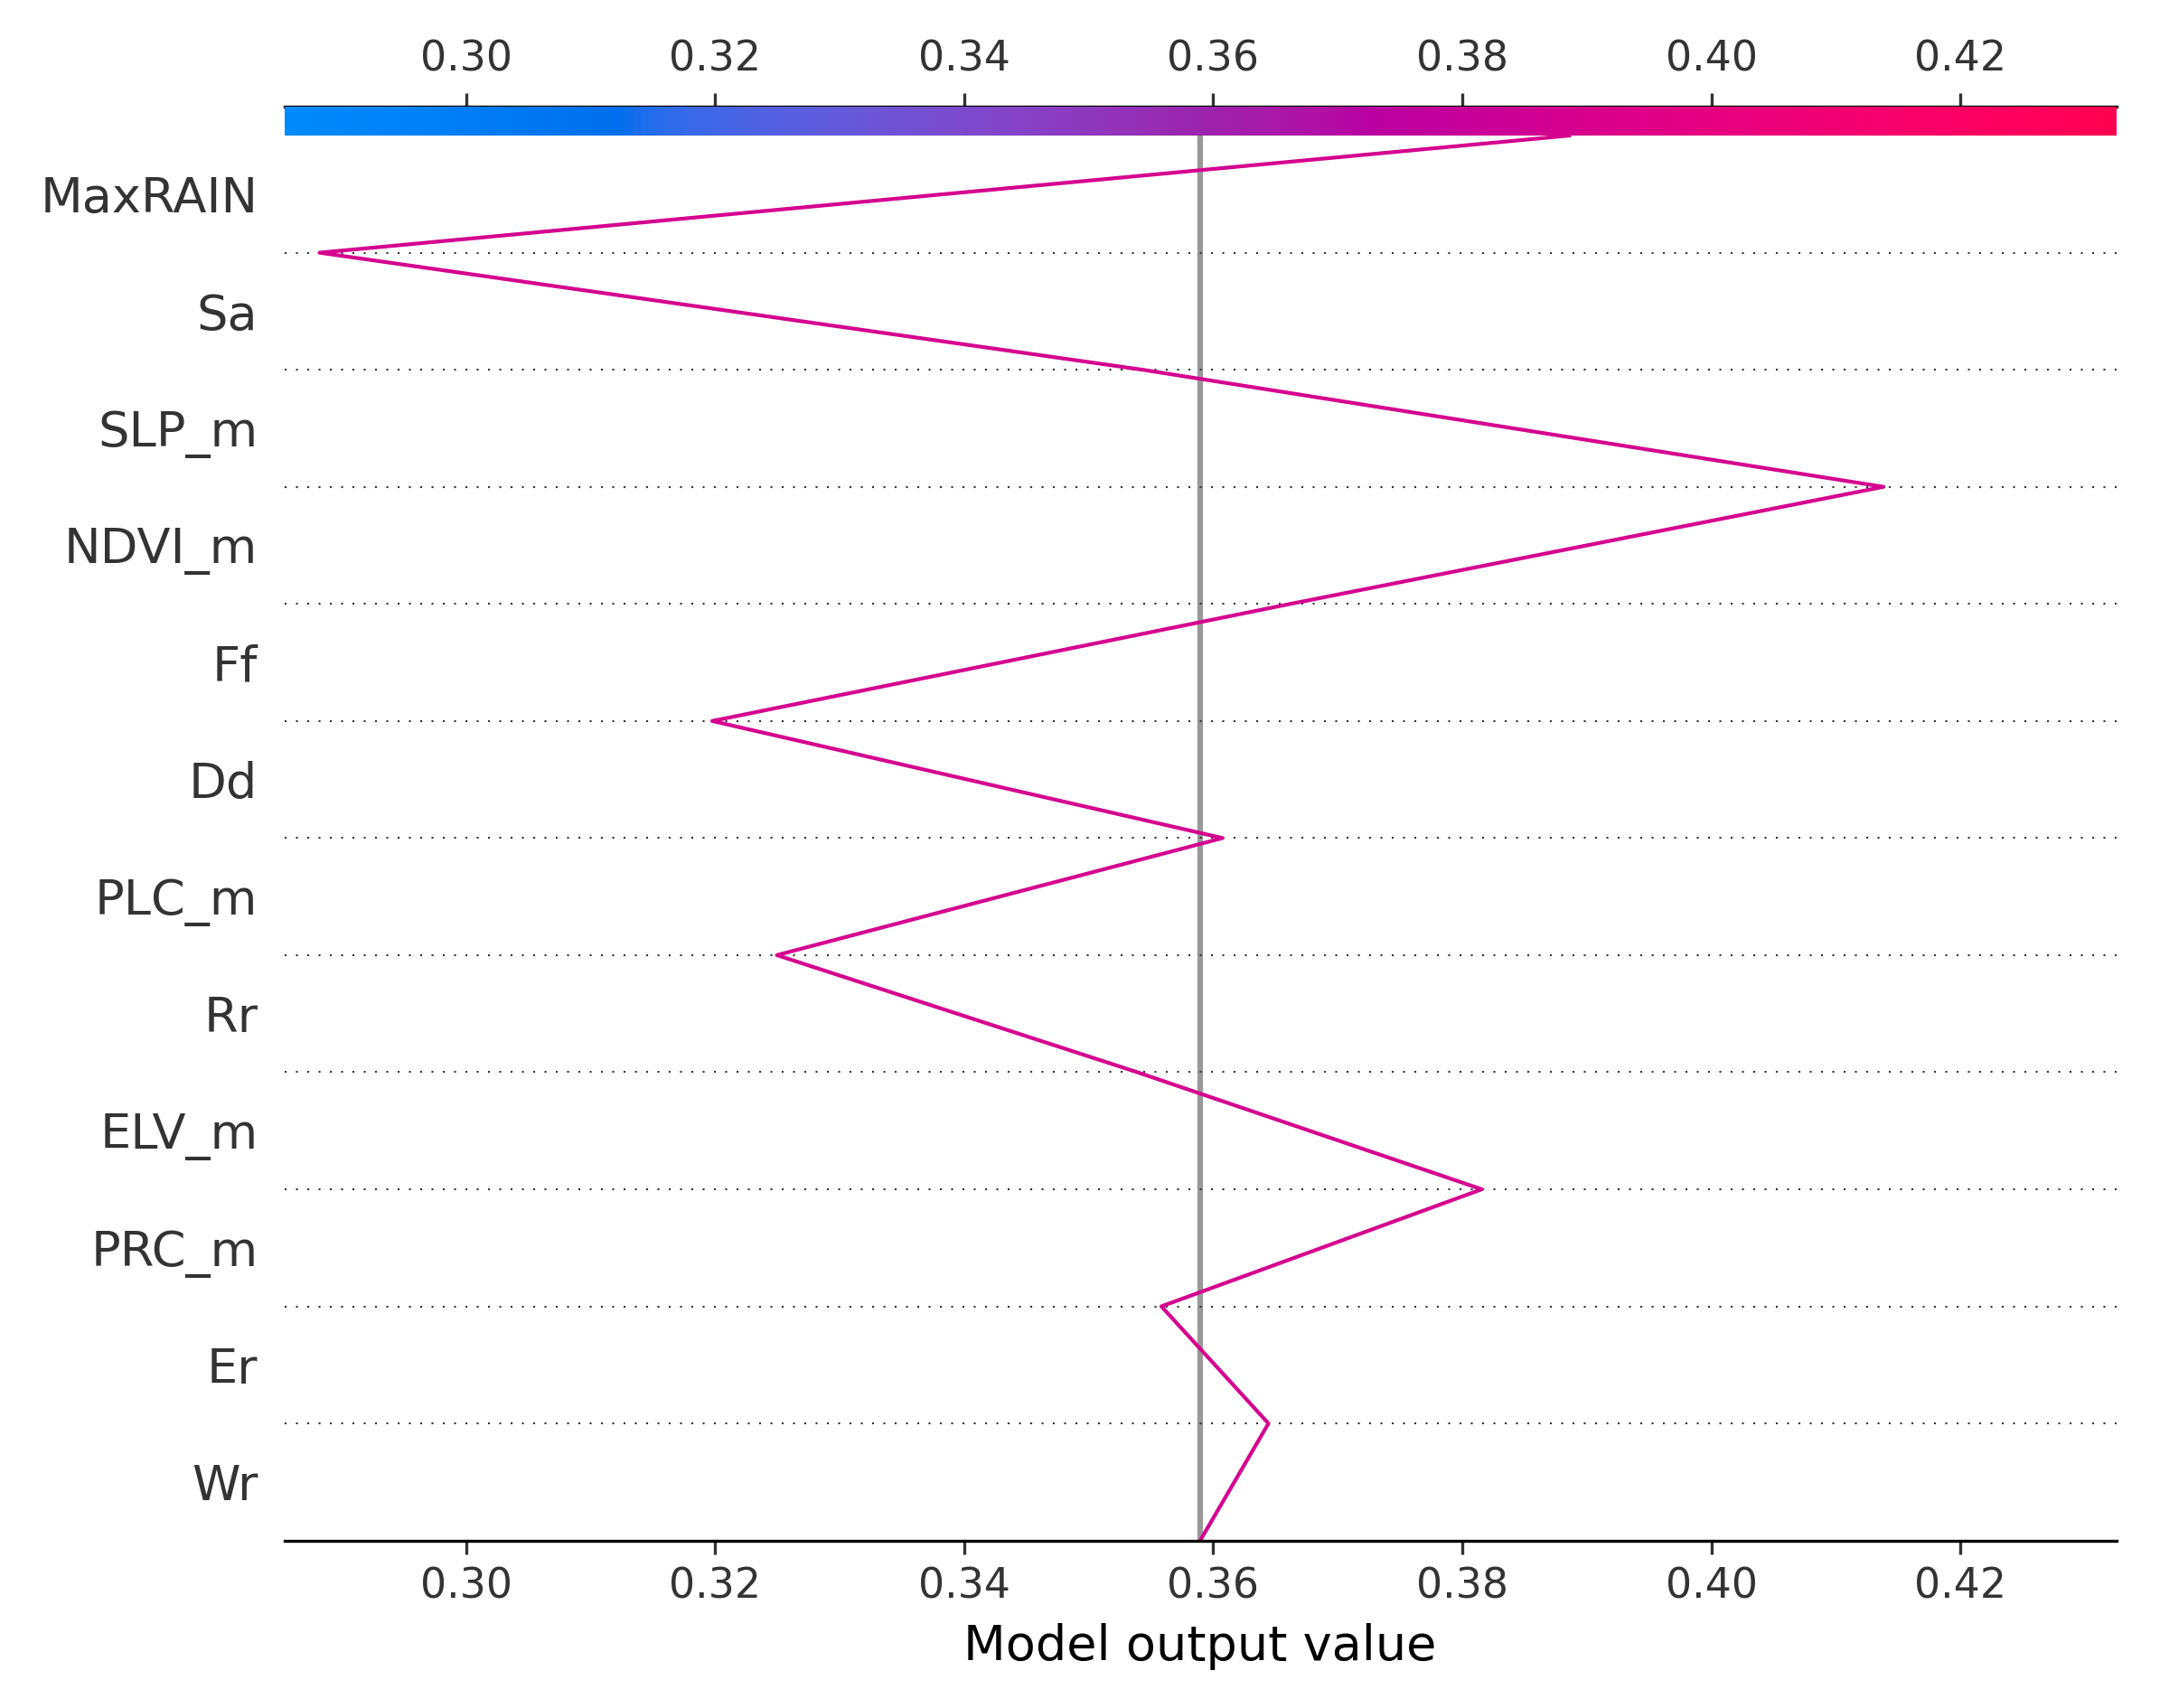 0.30 0.32 0.34 0.36 0.38 0.40 0.42
MaxRAIN
Sa
SLP_m
NDVI_m
Ff
Dd
PLC_m
Rr
ELV_m
PRC_m
Er
Wr
0.30 0.32 0.34 0.36 0.38 0.40 0.42
Model output value